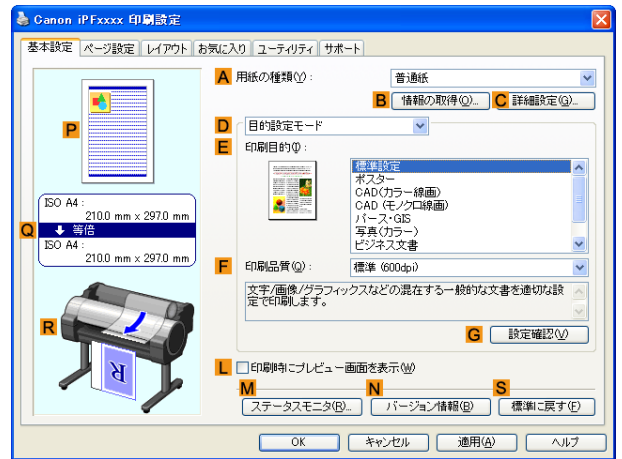 Canon iPFxxxx 印刷設定
基本設定 ページ設定 レイアウト お気に入り ユーティリティ サポート
A 用紙の種類(Y): 普通紙
B 情報の取得(O)... C 詳細設定(G)...
P
D 目的設定モード
E 印刷目的(I):
標準設定
ポスター
CAD(カラー線画)
CAD (モノクロ線画)
パース・GIS
写真(カラー)
ビジネス文書
ISO A4 :
210.0 mm x 297.0 mm
Q 等倍
ISO A4 :
210.0 mm x 297.0 mm
F 印刷品質(Q): 標準 (600dpi)
文字/画像/グラフィックスなどの混在する一般的な文書を適切な設
定で印刷します。
G 設定確認(V)
R
R
L 印刷時にプレビュー画面を表示(W)
M N S
ステータスモニタ(R)... バージョン情報(B) 標準に戻す(F)
OK キャンセル 適用(A) ヘルプ